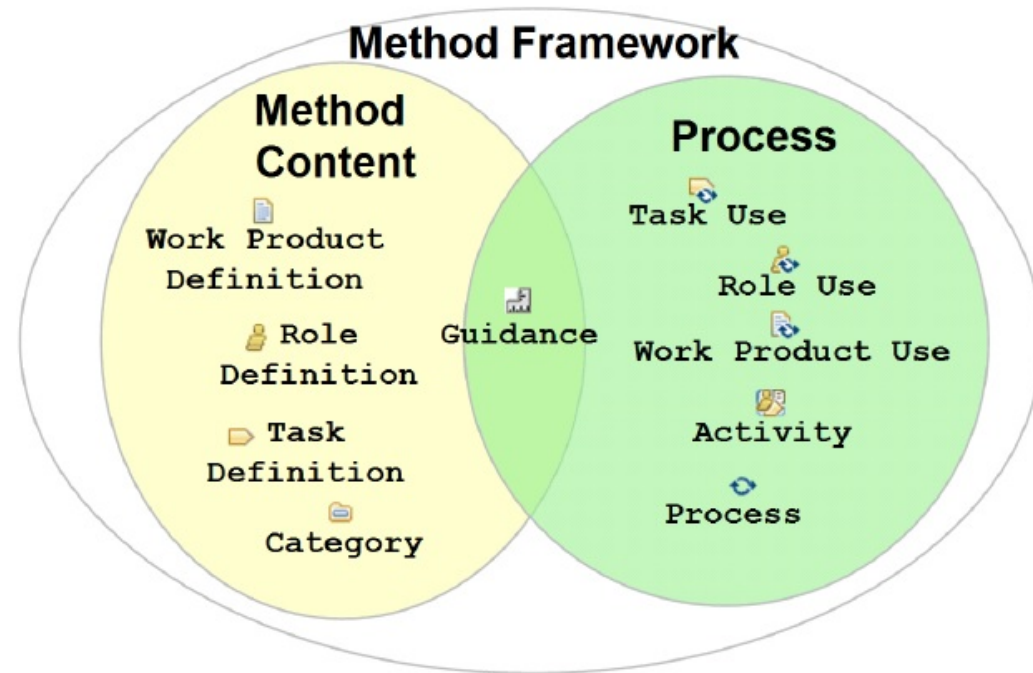 Method Framework
Method
Content
Work Product
Definition
Role
Definition
Task
Definition
Category
Guidance
Process
Task Use
Role Use
Work Product Use
Activity
Process